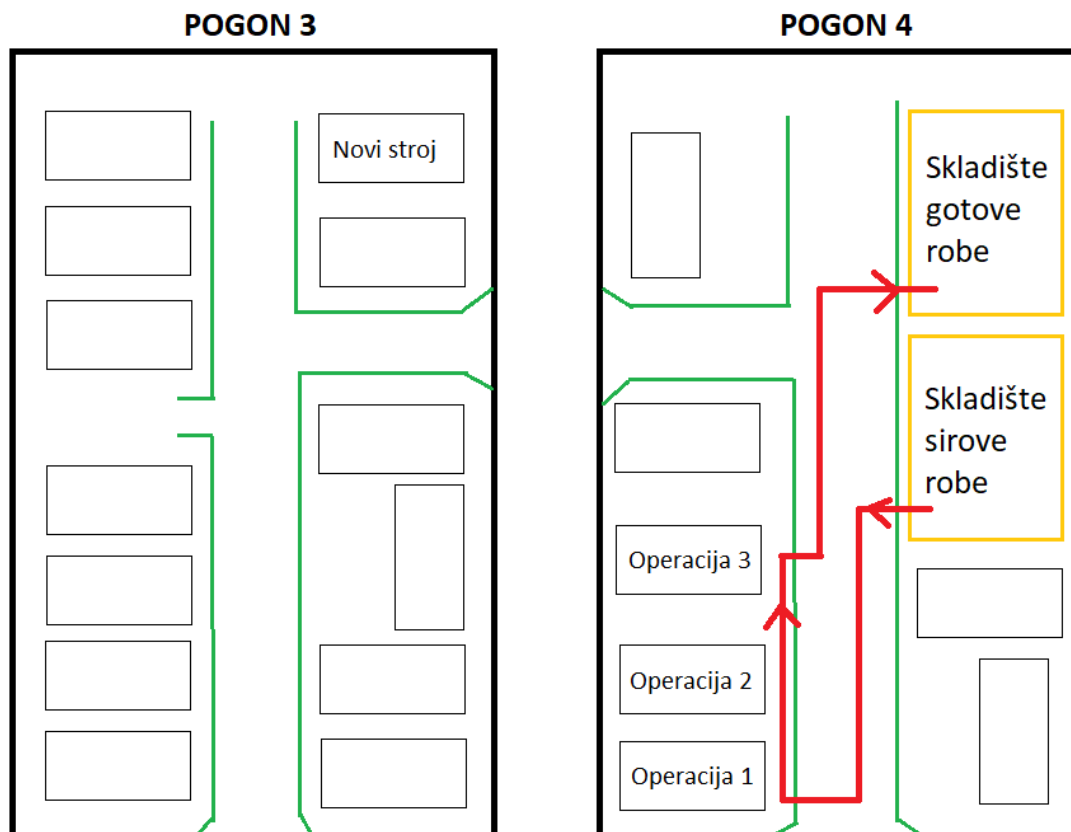 POGON 3
POGON 4
Novi stroj
Skladište
gotove
robe
Skladište
sirove
robe
Operacija 3
Operacija 2
Operacija 1